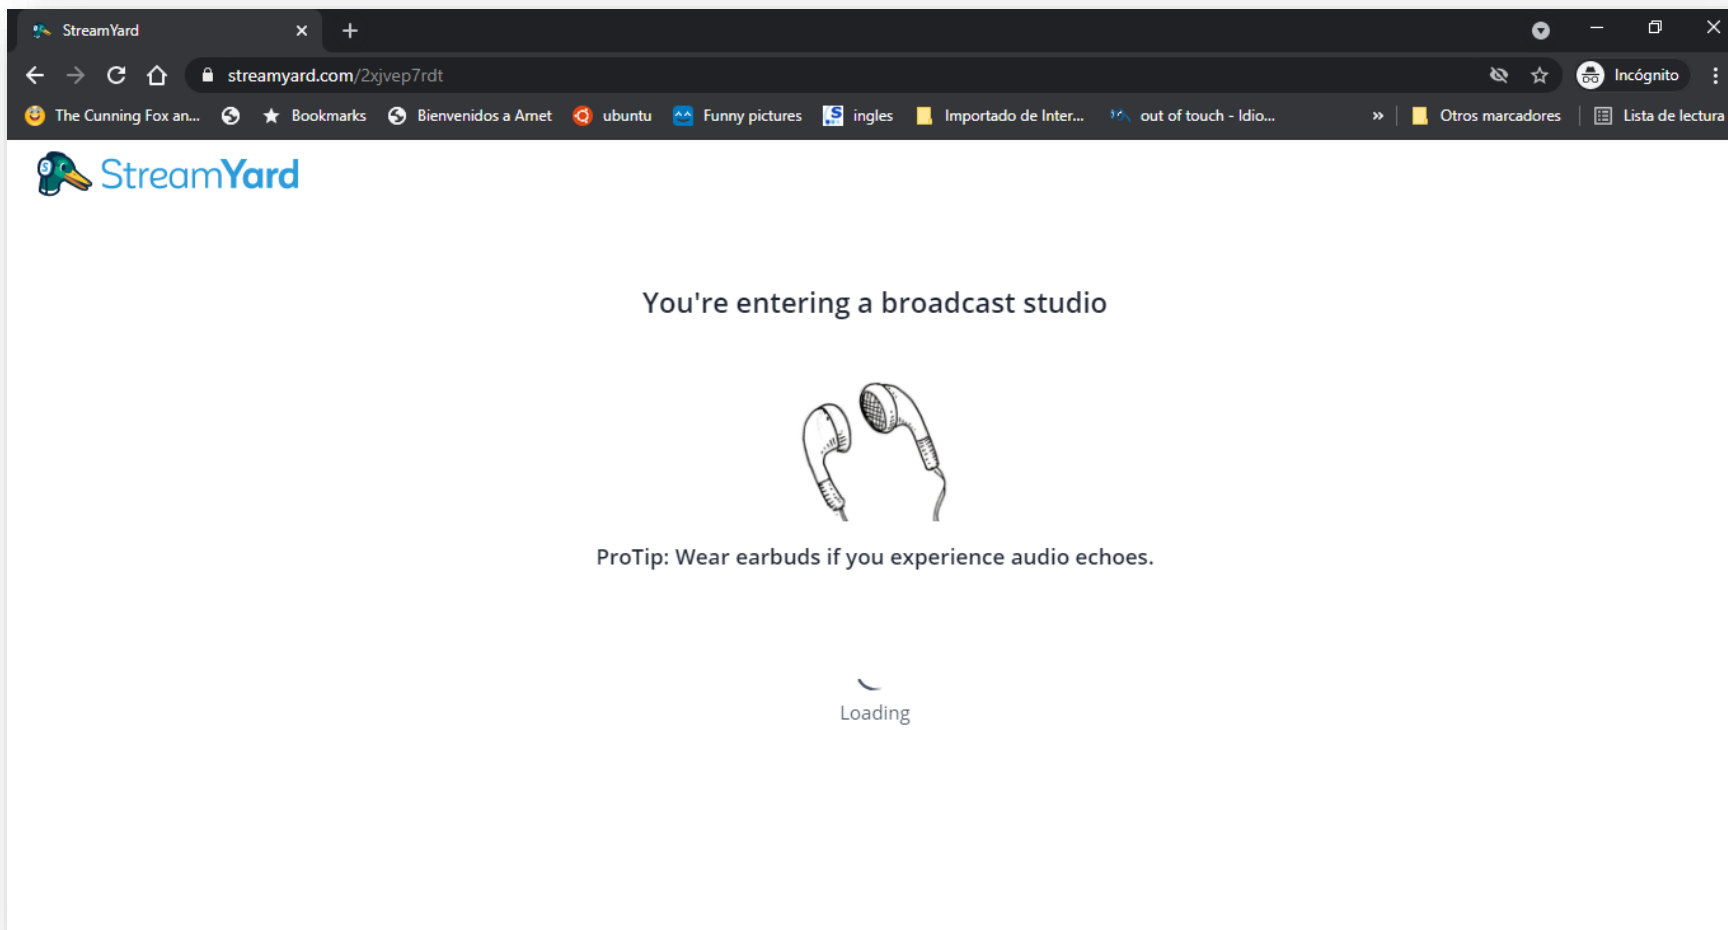 StreamYard
streamyard.com/2xjvep7rdt
Incógnito
The Cunning Fox an... Bookmarks Bienvenidos a Arnet ubuntu Funny pictures ingles Importado de Inter... out of touch - Idio... » Otros marcadores Lista de lectura
StreamYard
You're entering a broadcast studio
ProTip: Wear earbuds if you experience audio echoes.
Loading